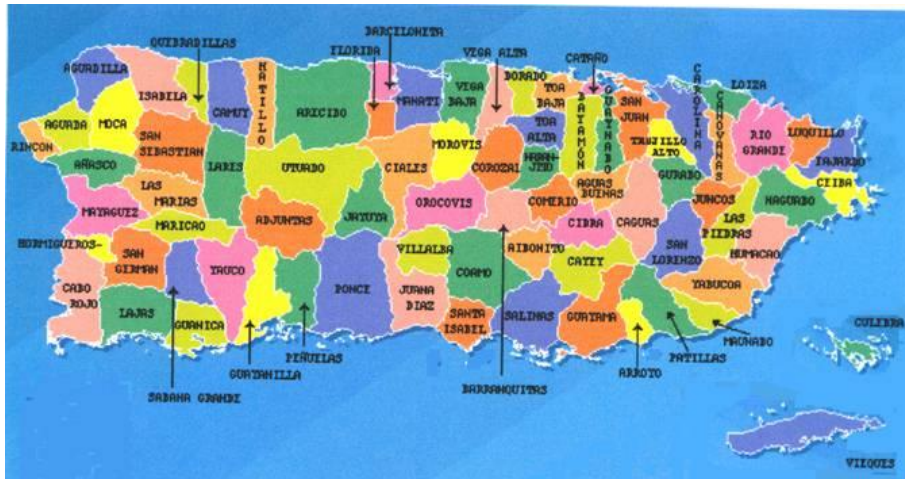 QUEBRADILLAS
BARCELONETA
FLORIDA
VEGA ALTA
CATAÑO
AGUADILLA
ISABELA
CAMUY
HATILLO
ARECIBO
MANATI
VEGA
BAJA
DORADO
TOA
BAJA
BAYAMÓN
GUAYNABO
SAN
JUAN
CAROLINA
CANOVANAS
LOIZA
AGUADA
MOCA
RINCON
SAN
SEBASTIAN
LARES
UTUADO
CIALES
MOROVIS
COROZAL
TOA
ALTA
NARAN-
JITO
TRUJILLO
ALTO
RIO
GRANDE
LUQUILLO
FAJARDO
CEIBA
AÑASCO
LAS
MARIAS
MAYAGUEZ
MARICAO
ADJUNTAS
JAYUYA
OROCOVIS
COMERIO
AGUAS
BUENAS
CIDRA
CAGUAS
GURABO
JUNCOS
LAS
PIEDRAS
NAGUABO
HUMACAO
HORMIGUEROS-
SAN
GERMAN
YAUCO
VILLALBA
AIBONITO
CAYEY
SAN
LORENZO
YABUCOA
CABO
ROJO
LAJAS
GUANICA
PONCE
JUANA
DIAZ
COAMO
SANTA
ISABEL
SALINAS
GUAYAMA
SABANA GRANDE
GUAYANILLA
PEÑUELAS
BARRANQUITAS
ARROYO
PATILLAS
MAUNABO
CULEBRA
VIEQUES